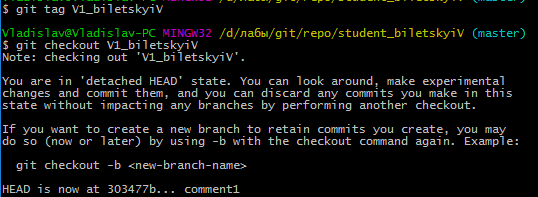 $ git tag V1_biletskyiV
Vladislav@Vladislav-PC MINGW32 /d/лабы/git/repo/student_biletskyiV (master)
$ git checkout V1_biletskyiV
Note: checking out 'V1_biletskyiV'.
You are in 'detached HEAD' state. You can look around, make experimental
changes and commit them, and you can discard any commits you make in this
state without impacting any branches by performing another checkout.
If you want to create a new branch to retain commits you create, you may
do so (now or later) by using -b with the checkout command again. Example:
git checkout -b <new-branch-name>
HEAD is now at 303477b... comment1